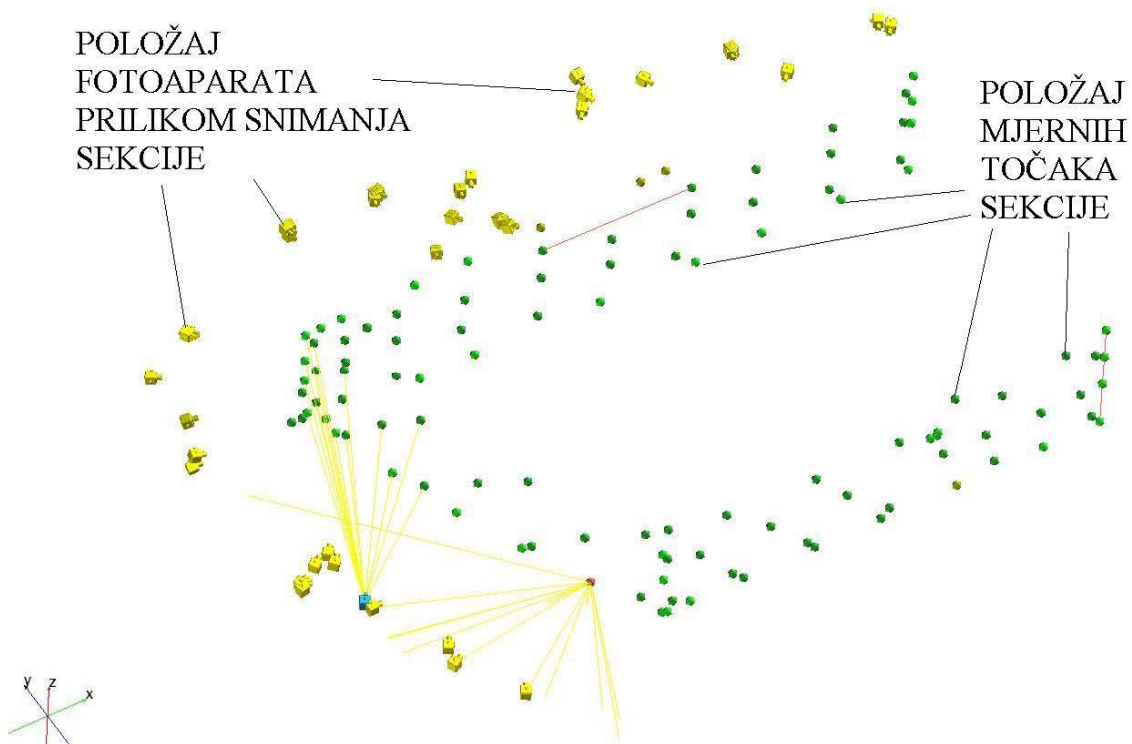 POLOŽAJ
FOTOAPARATA
PRILIKOM SNIMANJA
SEKCIJE
POLOŽAJ
MJERNIH
TOČAKA
SEKCIJE
y z x